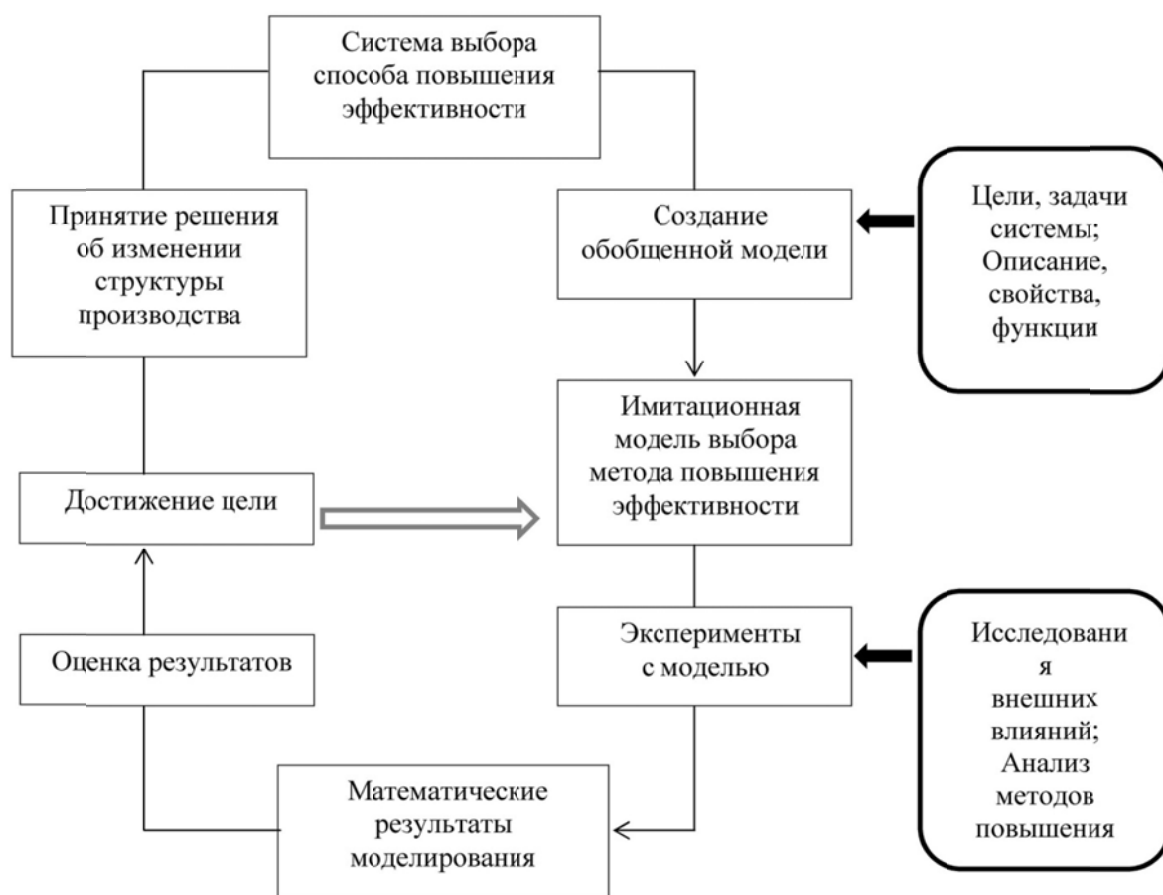 Система выбора
способа повышения
эффективности
Принятие решения
об изменении
структуры
производства
Создание
обобщенной модели
Цели, задачи
системы;
Описание,
свойства,
функции
Имитационная
модель выбора
метода повышения
эффективности
Достижение цели
Эксперименты
с моделью
Исследовани
я
внешних
влияний;
Анализ
методов
повышения
Оценка результатов
Математические
результаты
моделирования